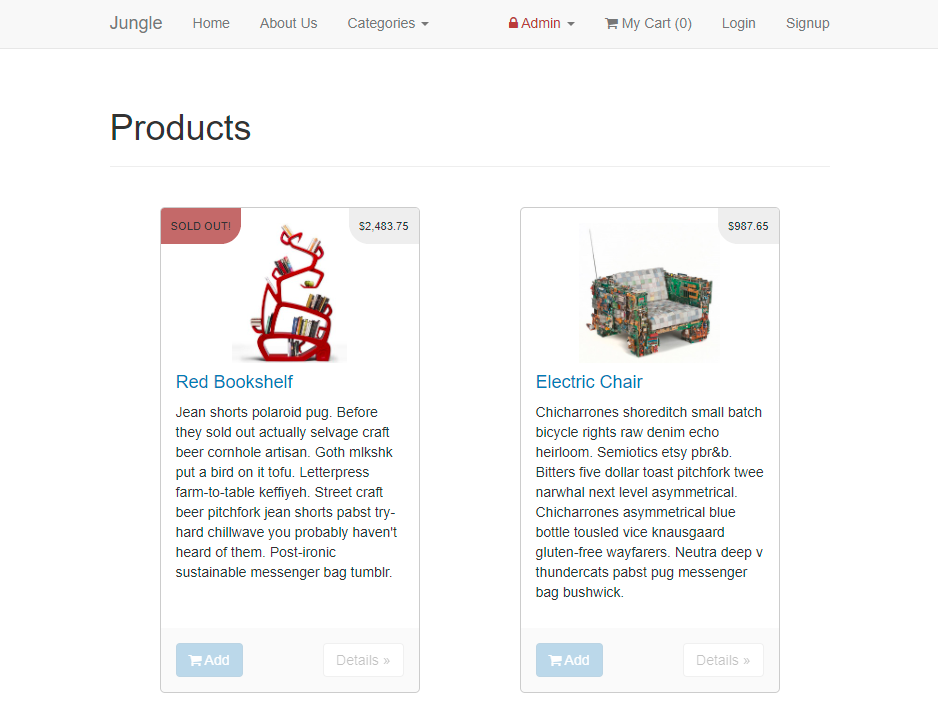 Jungle Home About Us Categories Admin My Cart (0) Login Signup
Products
SOLD OUT! $2,483.75
Red Bookshelf
Jean shorts polaroid pug. Before
they sold out actually selvage craft
beer cornhole artisan. Goth mlkshk
put a bird on it tofu. Letterpress
farm-to-table keffiyeh. Street craft
beer pitchfork jean shorts pabst try-
hard chillwave you probably haven't
heard of them. Post-ironic
sustainable messenger bag tumblr.
Add Details »
$987.65
Electric Chair
Chicharrones shoreditch small batch
bicycle rights raw denim echo
heirloom. Semiotics etsy pbr&b.
Bitters five dollar toast pitchfork twee
narwhal next level asymmetrical.
Chicharrones asymmetrical blue
bottle tousled vice knausgaard
gluten-free wayfarers. Neutra deep v
thundercats pabst pug messenger
bag bushwick.
Add Details »